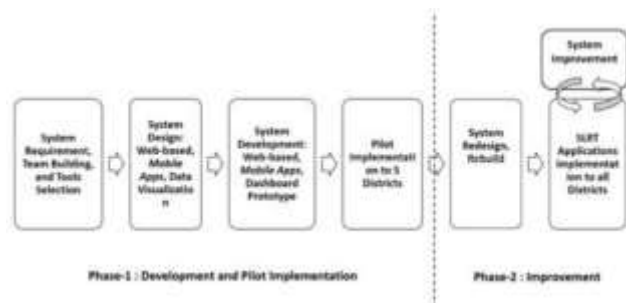 System
Improvement
System
Requirement,
Team Building,
and Tools
Selection
System
Design:
Web-based,
Mobile
Apps, Data
Visualizatio
n
System
Development:
Web-based,
Mobile Apps,
Dashboard
Prototype
Pilot
Implementati
on to 5
Districts
System
Redesign,
Rebuild
SLRT
Applications
implementat
ion to all
Districts
Phase-1 : Development and Pilot Implementation
Phase-2 : Improvement